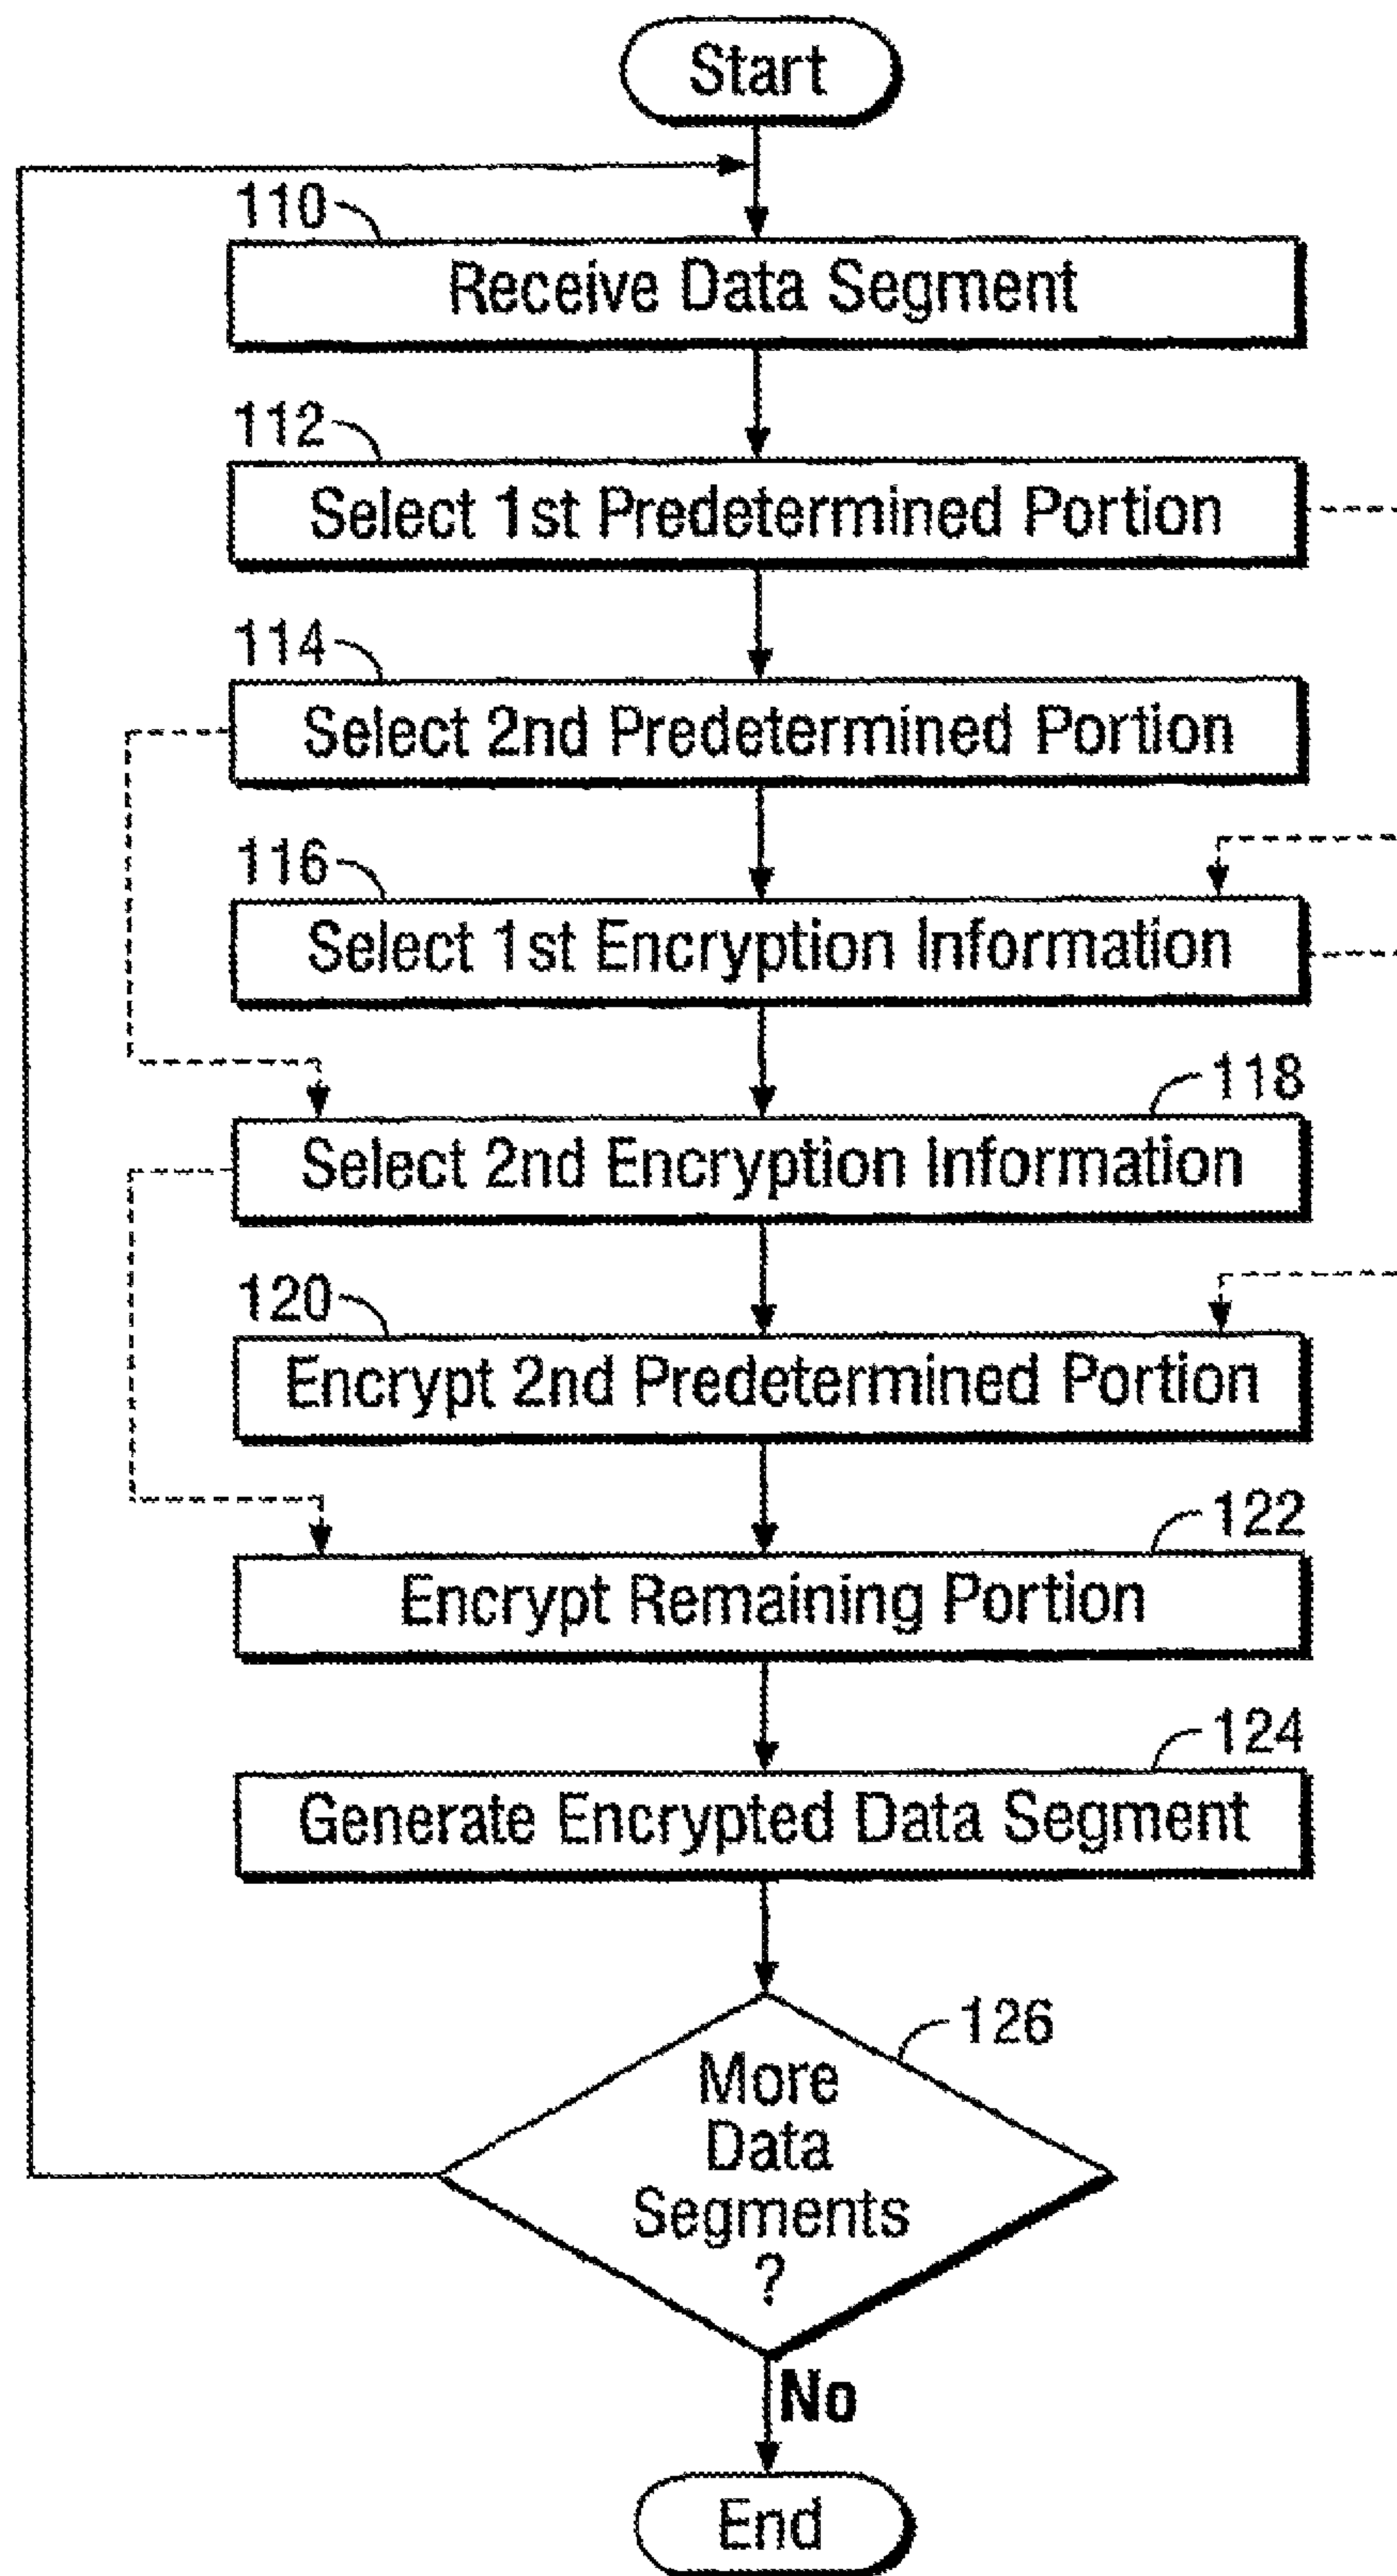 Start
110
Receive Data Segment
112
Select 1st Predetermined Portion
114
Select 2nd Predetermined Portion
116
Select 1st Encryption Information
118
Select 2nd Encryption Information
120
Encrypt 2nd Predetermined Portion
122
Encrypt Remaining Portion
124
Generate Encrypted Data Segment
126
More
Data
Segments
?
No
End